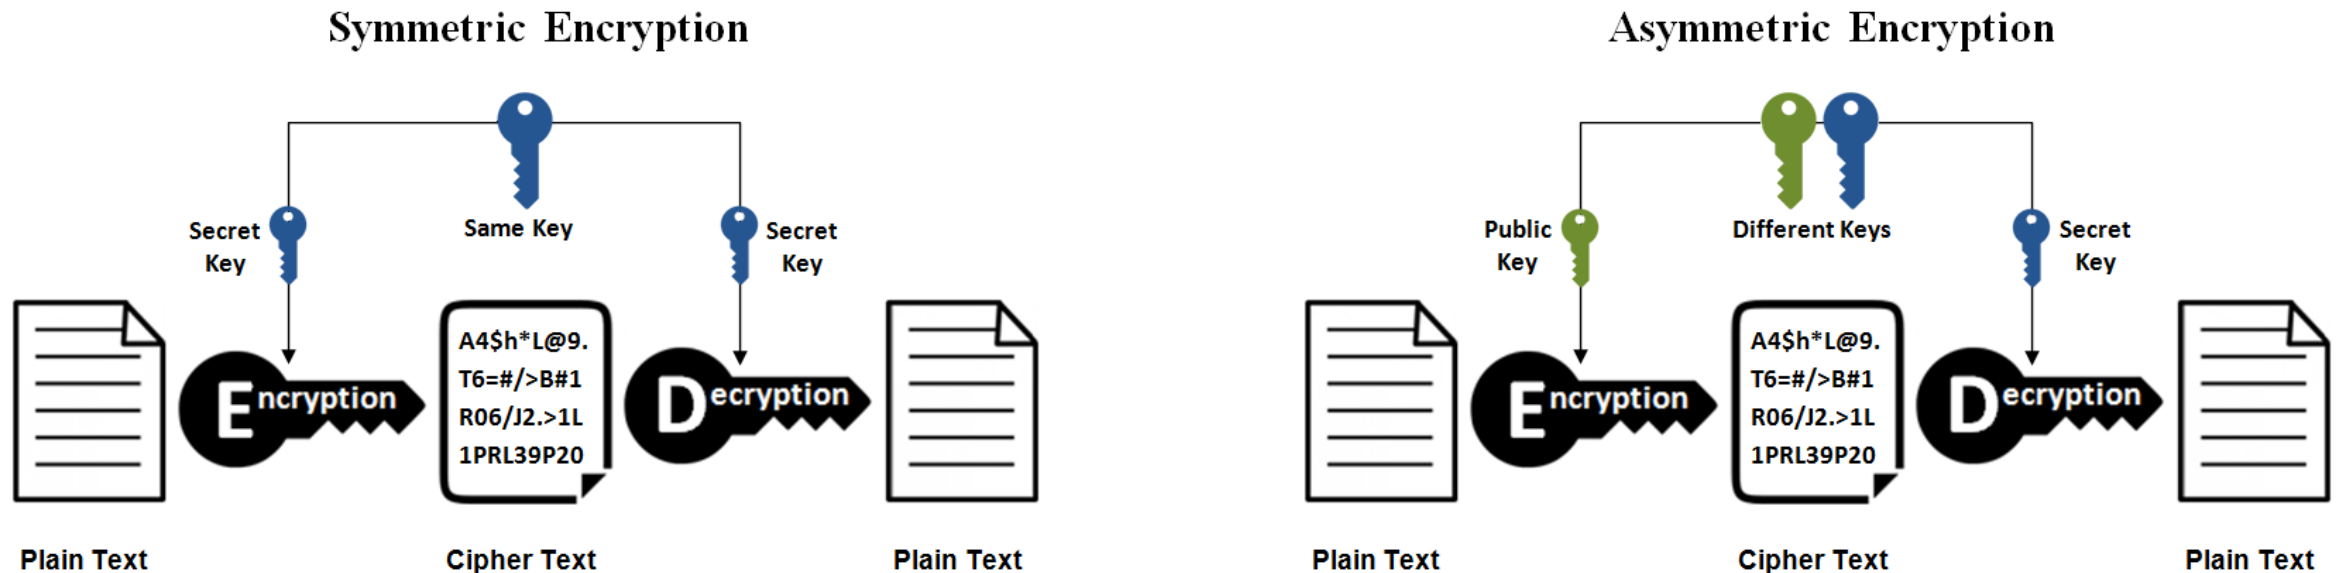 Symmetric Encryption
Same Key
Secret
Key
Secret
Key
Encryption
A4$h*L@9.
T6=#/>B#1
R06/J2.>1L
1PRL39P20
Decryption
Plain Text
Cipher Text
Plain Text
Asymmetric Encryption
Different Keys
Public
Key
Secret
Key
Encryption
A4$h*L@9.
T6=#/>B#1
R06/J2.>1L
1PRL39P20
Decryption
Plain Text
Cipher Text
Plain Text